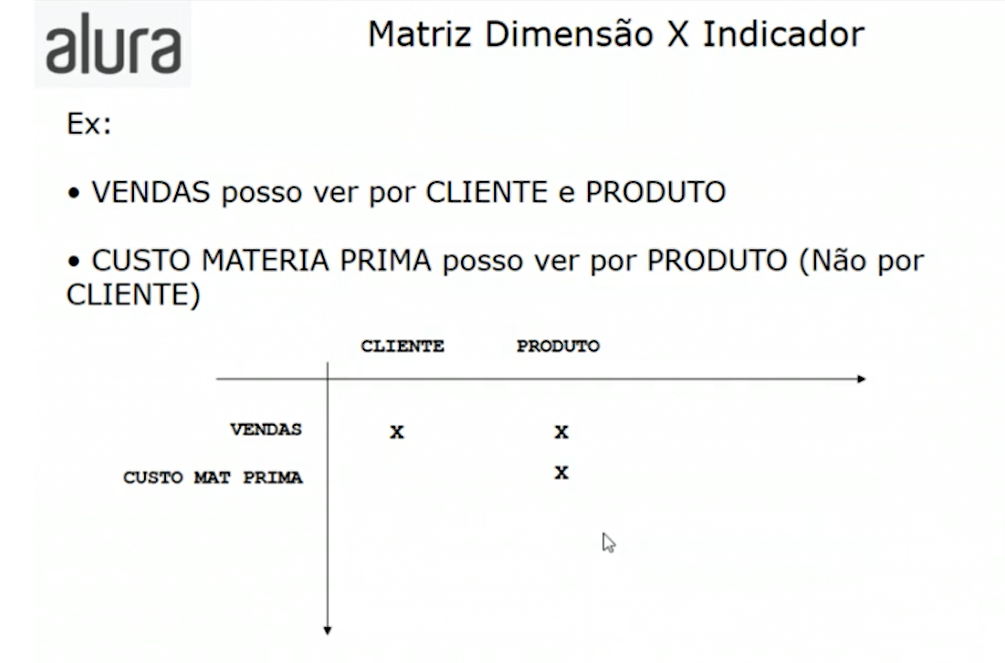 alura
Matriz Dimensão X Indicador
Ex:
• VENDAS posso ver por CLIENTE e PRODUTO
• CUSTO MATERIA PRIMA posso ver por PRODUTO (Não por
CLIENTE)
CLIENTE PRODUTO
VENDAS X X
CUSTO MAT PRIMA X